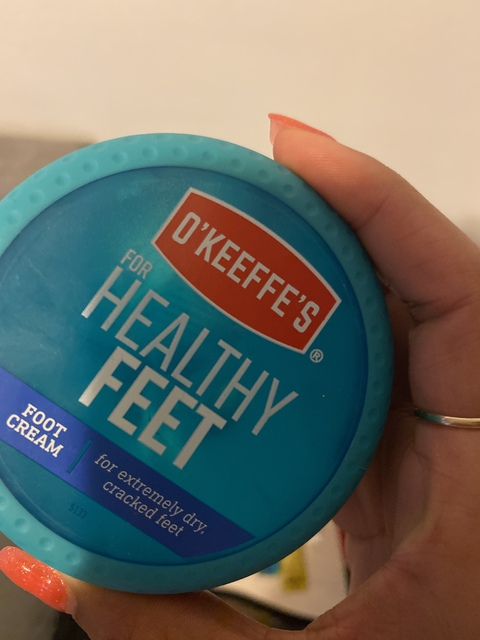 O'KEEFFE'S®
FOR
HEALTHY
FEET
FOOT
CREAM
for extremely dry,
cracked feet